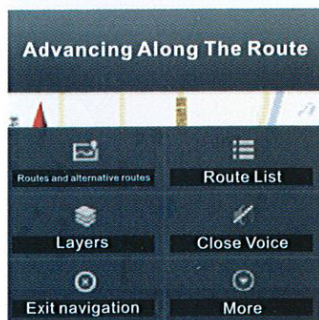 Advancing Along The Route
Routes and alternative routes
Route List
Layers
Close Voice
Exit navigation
More